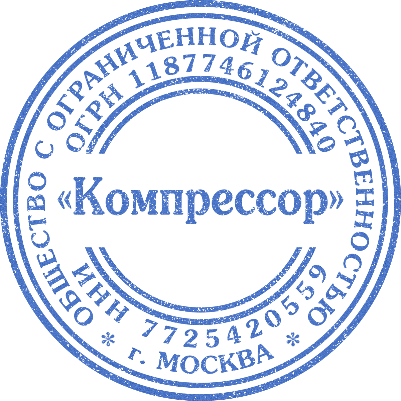 ОБЩЕСТВО С ОГРАНИЧЕННОЙ ОТВЕТСТВЕННОСТЬЮ
ОГРН 1187746124840
«Компрессор»
ИНН 7725420559
* г. МОСКВА *